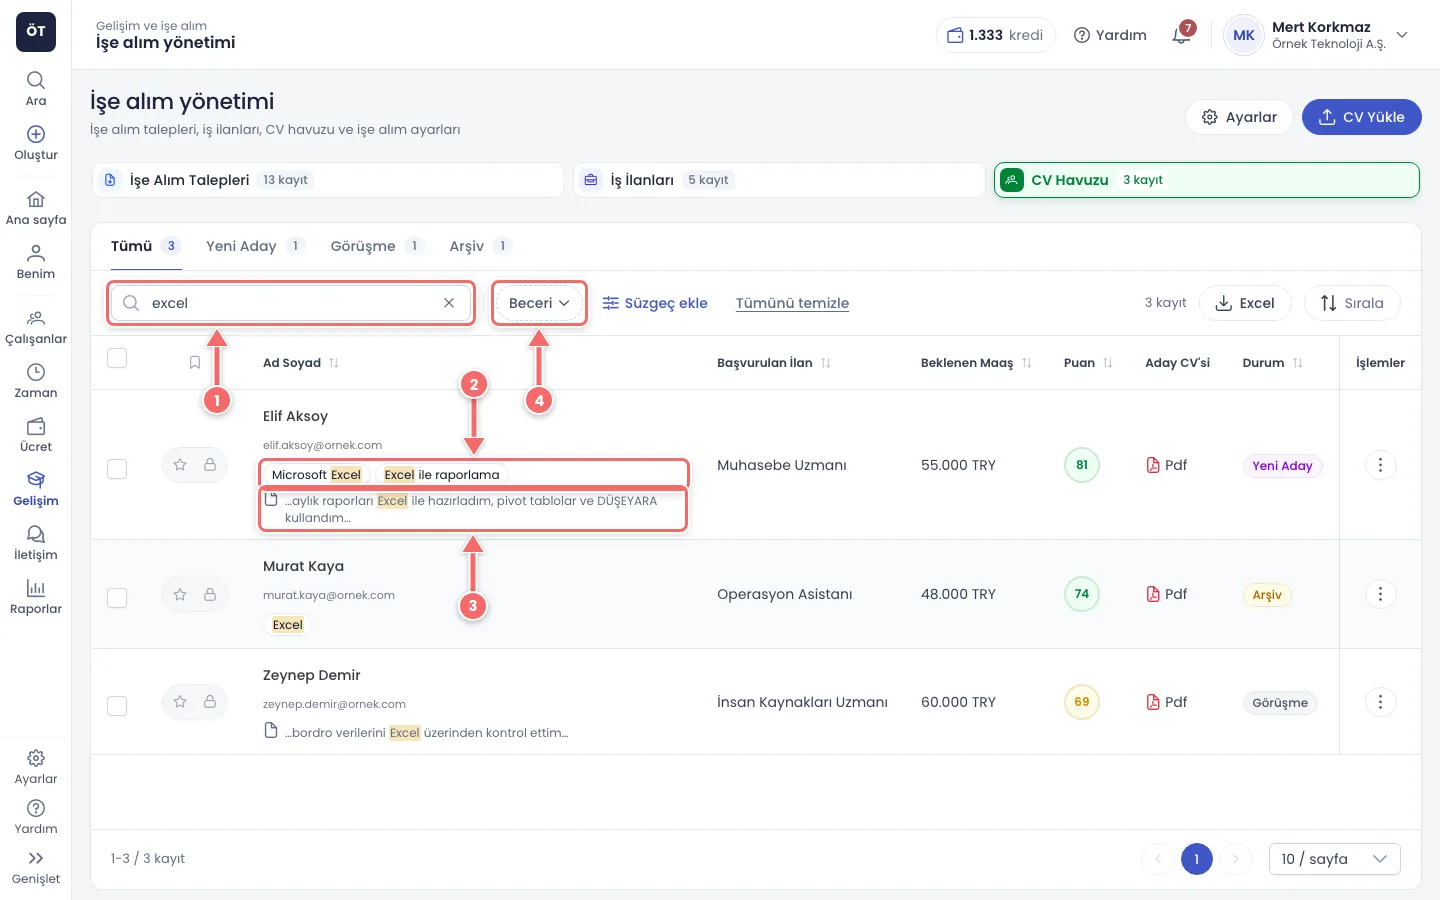 ÖT
Ara
Oluştur
Ana sayfa
Benim
Çalışanlar
Zaman
Ücret
Gelişim
İletişim
Raporlar
Ayarlar
Yardım
Genişlet
Gelişim ve işe alım
İşe alım yönetimi
1.333 kredi
Yardım
7
MK
Mert Korkmaz
Örnek Teknoloji A.Ş.
İşe alım yönetimi
İşe alım talepleri, iş ilanları, CV havuzu ve işe alım ayarları
Ayarlar
CV Yükle
İşe Alım Talepleri 13 kayıt
İş İlanları 5 kayıt
CV Havuzu 3 kayıt
Tümü 3
Yeni Aday 1
Görüşme 1
Arşiv 1
excel
Beceri
Süzgeç ekle
Tümünü temizle
3 kayıt
Excel
Sırala
1
2
4
3
Ad Soyad
Başvurulan İlan
Beklenen Maaş
Puan
Aday CV'si
Durum
İşlemler
Elif Aksoy
elif.aksoy@ornek.com
Microsoft Excel
Excel ile raporlama
…aylık raporları Excel ile hazırladım, pivot tablolar ve DÜŞEYARA
kullandım…
Muhasebe Uzmanı
55.000 TRY
81
Pdf
Yeni Aday
Murat Kaya
murat.kaya@ornek.com
Excel
Operasyon Asistanı
48.000 TRY
74
Pdf
Arşiv
Zeynep Demir
zeynep.demir@ornek.com
…bordro verilerini Excel üzerinden kontrol ettim…
İnsan Kaynakları Uzmanı
60.000 TRY
69
Pdf
Görüşme
1-3 / 3 kayıt
1
10 / sayfa